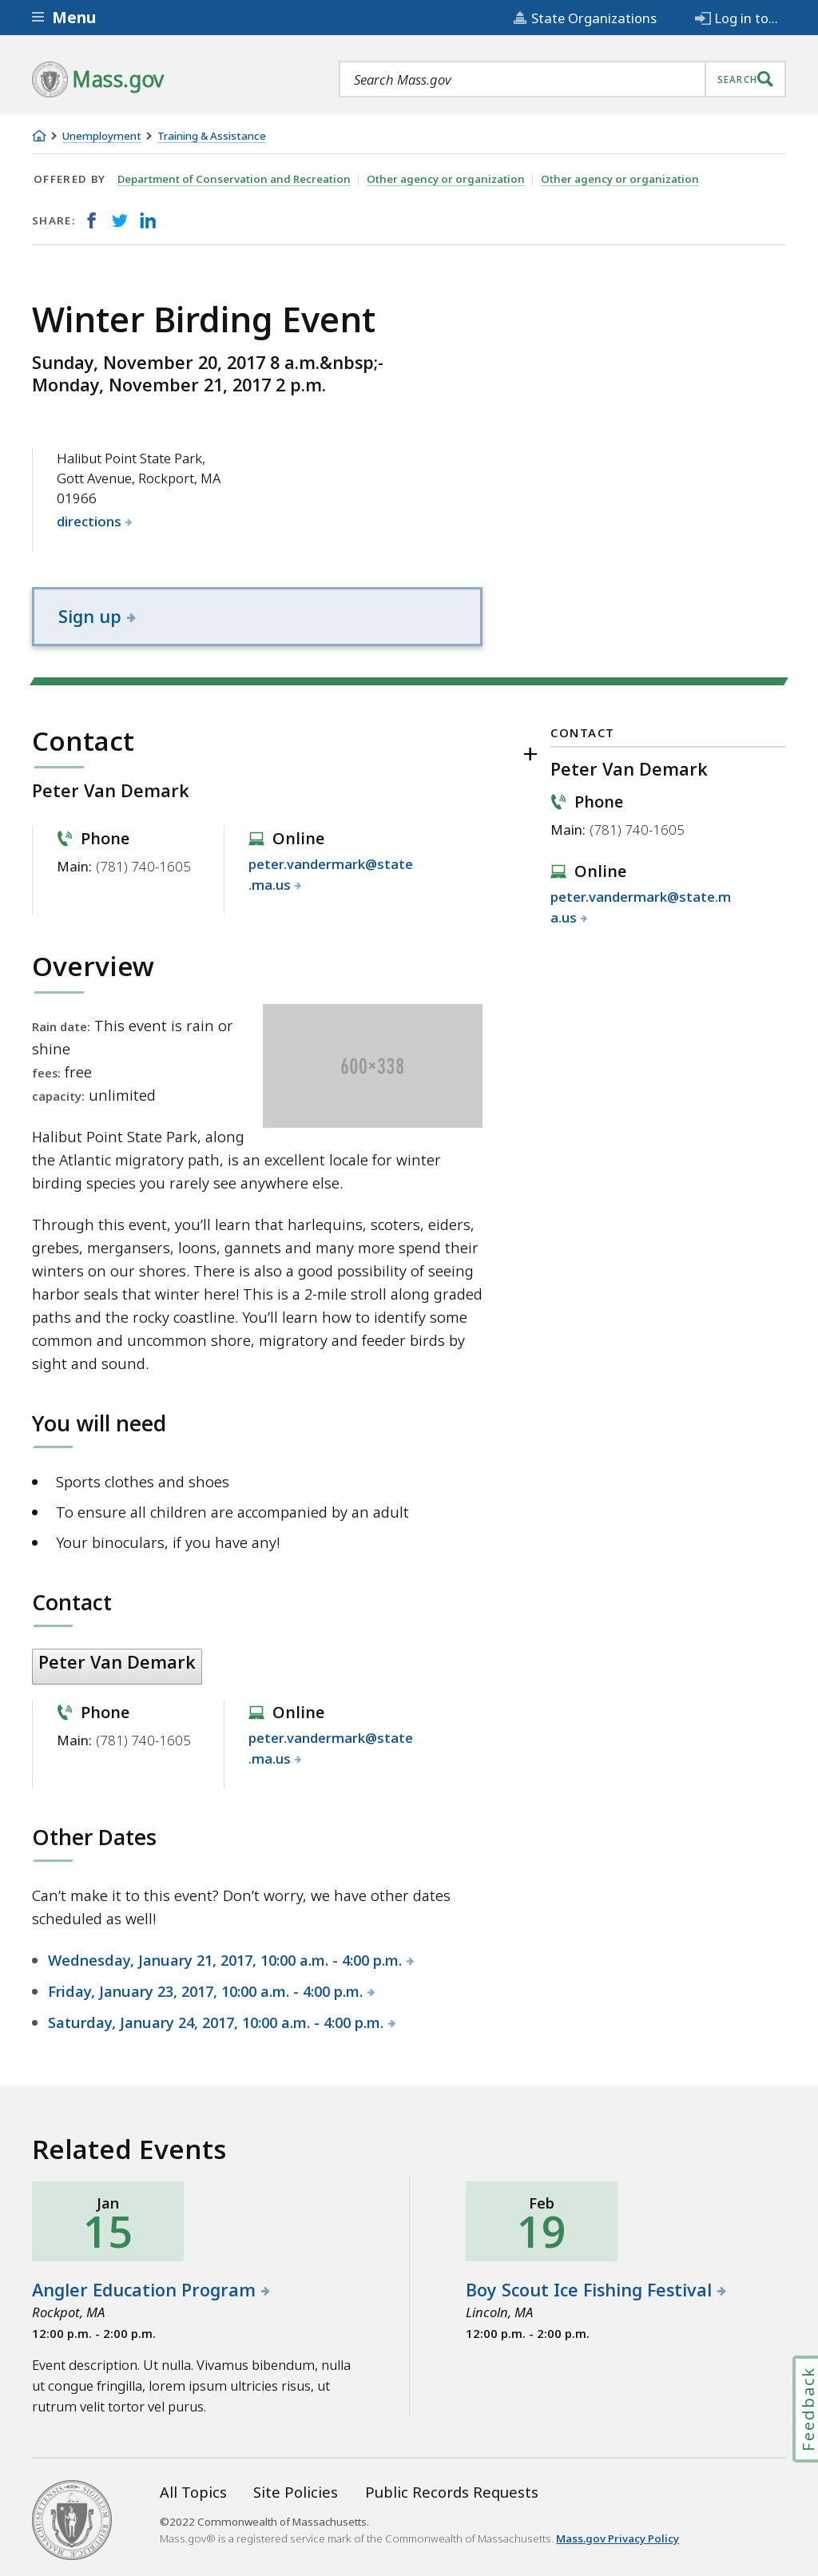 Menu
State Organizations
Log in to...
Mass.gov
Search Mass.gov
SEARCH
Unemployment
Training & Assistance
OFFERED BY Department of Conservation and Recreation Other agency or organization Other agency or organization
SHARE:
Winter Birding Event
Sunday, November 20, 2017 8 a.m.&nbsp;-
Monday, November 21, 2017 2 p.m.
Halibut Point State Park,
Gott Avenue, Rockport, MA
01966
directions
Sign up
Contact
Peter Van Demark
Phone
Main: (781) 740-1605
Online
peter.vandermark@state
.ma.us
CONTACT
Peter Van Demark
Phone
Main: (781) 740-1605
Online
peter.vandermark@state.m
a.us
Overview
Rain date: This event is rain or
shine
fees: free
capacity: unlimited
600×338
Halibut Point State Park, along
the Atlantic migratory path, is an excellent locale for winter
birding species you rarely see anywhere else.
Through this event, you’ll learn that harlequins, scoters, eiders,
grebes, mergansers, loons, gannets and many more spend their
winters on our shores. There is also a good possibility of seeing
harbor seals that winter here! This is a 2-mile stroll along graded
paths and the rocky coastline. You’ll learn how to identify some
common and uncommon shore, migratory and feeder birds by
sight and sound.
You will need
Sports clothes and shoes
To ensure all children are accompanied by an adult
Your binoculars, if you have any!
Contact
Peter Van Demark
Phone
Main: (781) 740-1605
Online
peter.vandermark@state
.ma.us
Other Dates
Can’t make it to this event? Don’t worry, we have other dates
scheduled as well!
Wednesday, January 21, 2017, 10:00 a.m. - 4:00 p.m.
Friday, January 23, 2017, 10:00 a.m. - 4:00 p.m.
Saturday, January 24, 2017, 10:00 a.m. - 4:00 p.m.
Related Events
Jan
15
Angler Education Program
Rockpot, MA
12:00 p.m. - 2:00 p.m.
Event description. Ut nulla. Vivamus bibendum, nulla
ut congue fringilla, lorem ipsum ultricies risus, ut
rutrum velit tortor vel purus.
Feb
19
Boy Scout Ice Fishing Festival
Lincoln, MA
12:00 p.m. - 2:00 p.m.
Feedback
All Topics
Site Policies
Public Records Requests
©2022 Commonwealth of Massachusetts.
Mass.gov® is a registered service mark of the Commonwealth of Massachusetts. Mass.gov Privacy Policy